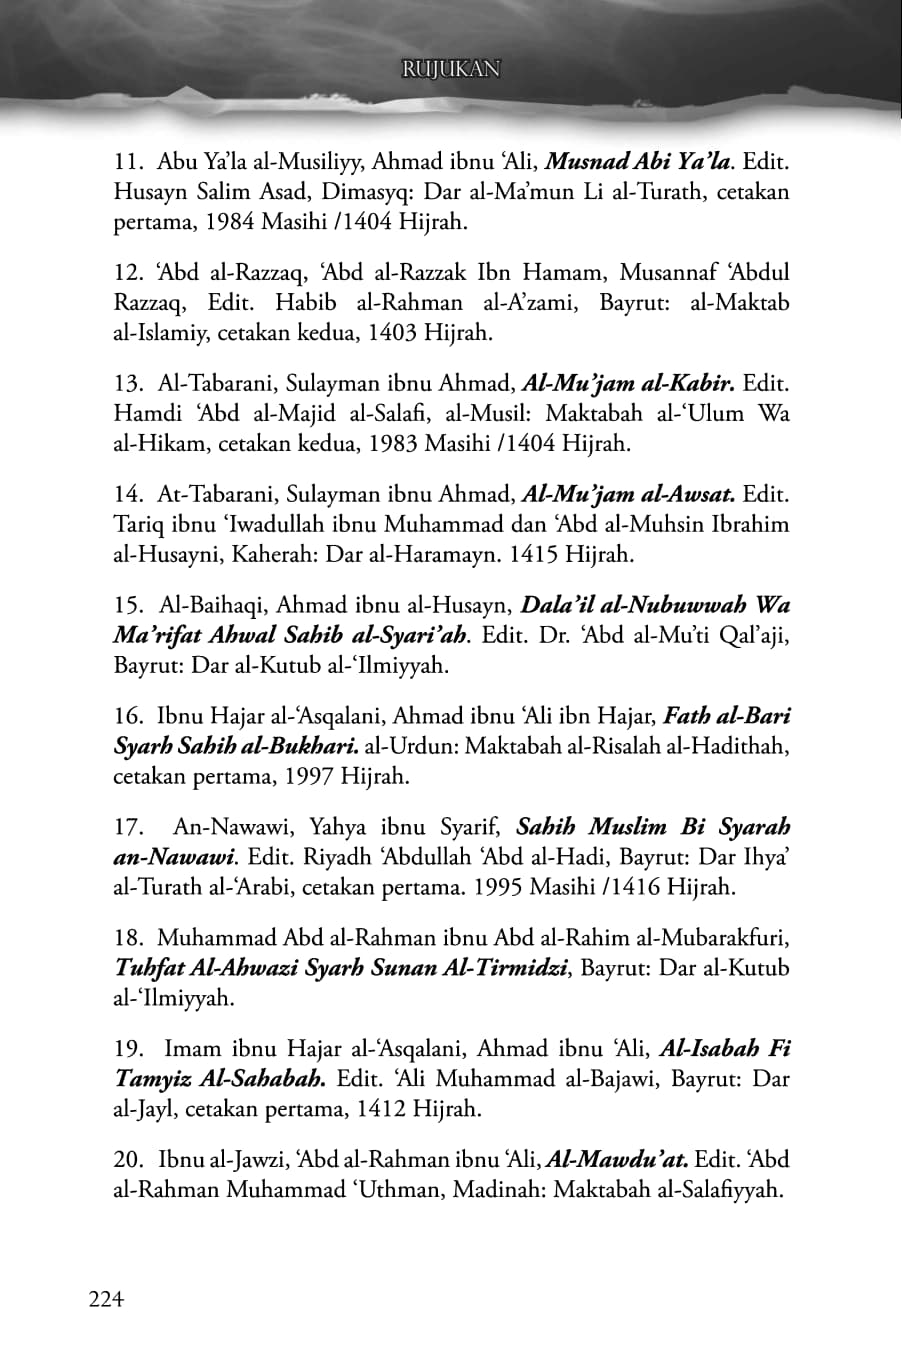 RUJUKAN
11. Abu Ya’la al-Musiliyy, Ahmad ibnu ‘Ali, Musnad Abi Ya’la. Edit.
Husayn Salim Asad, Dimasyq: Dar al-Ma’mun Li al-Turath, cetakan
pertama, 1984 Masihi /1404 Hijrah.
12. ‘Abd al-Razzaq, ‘Abd al-Razzak Ibn Hamam, Musannaf ‘Abdul
Razzaq, Edit. Habib al-Rahman al-A’zami, Bayrut: al-Maktab
al-Islamiy, cetakan kedua, 1403 Hijrah.
13. Al-Tabarani, Sulayman ibnu Ahmad, Al-Mu’jam al-Kabir. Edit.
Hamdi ‘Abd al-Majid al-Salafi, al-Musil: Maktabah al-‘Ulum Wa
al-Hikam, cetakan kedua, 1983 Masihi /1404 Hijrah.
14. At-Tabarani, Sulayman ibnu Ahmad, Al-Mu’jam al-Awsat. Edit.
Tariq ibnu ‘Iwadullah ibnu Muhammad dan ‘Abd al-Muhsin Ibrahim
al-Husayni, Kaherah: Dar al-Haramayn. 1415 Hijrah.
15. Al-Baihaqi, Ahmad ibnu al-Husayn, Dala’il al-Nubuwwah Wa
Ma’rifat Ahwal Sahib al-Syari’ah. Edit. Dr. ‘Abd al-Mu’ti Qal’aji,
Bayrut: Dar al-Kutub al-‘Ilmiyyah.
16. Ibnu Hajar al-‘Asqalani, Ahmad ibnu ‘Ali ibn Hajar, Fath al-Bari
Syarh Sahih al-Bukhari. al-Urdun: Maktabah al-Risalah al-Hadithah,
cetakan pertama, 1997 Hijrah.
17. An-Nawawi, Yahya ibnu Syarif, Sahih Muslim Bi Syarah
an-Nawawi. Edit. Riyadh ‘Abdullah ‘Abd al-Hadi, Bayrut: Dar Ihya’
al-Turath al-‘Arabi, cetakan pertama. 1995 Masihi /1416 Hijrah.
18. Muhammad Abd al-Rahman ibnu Abd al-Rahim al-Mubarakfuri,
Tuhfat Al-Ahwazi Syarh Sunan Al-Tirmidzi, Bayrut: Dar al-Kutub
al-‘Ilmiyyah.
19. Imam ibnu Hajar al-‘Asqalani, Ahmad ibnu ‘Ali, Al-Isabah Fi
Tamyiz Al-Sahabah. Edit. ‘Ali Muhammad al-Bajawi, Bayrut: Dar
al-Jayl, cetakan pertama, 1412 Hijrah.
20. Ibnu al-Jawzi, ‘Abd al-Rahman ibnu ‘Ali, Al-Mawdu’at. Edit. ‘Abd
al-Rahman Muhammad ‘Uthman, Madinah: Maktabah al-Salafiyyah.
224